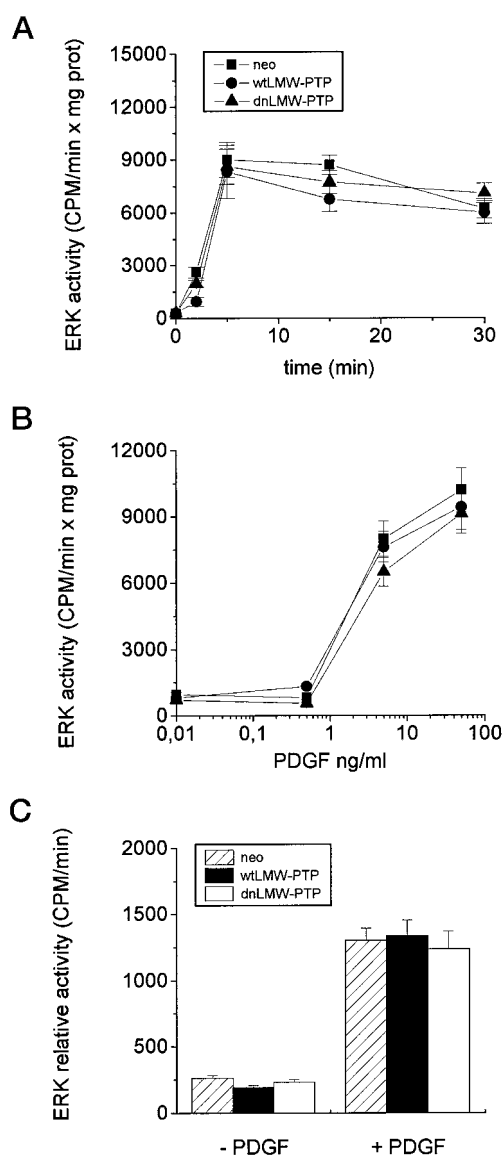 A
ERK activity (CPM/min x mg prot)
15000
12000
9000
6000
3000
0
neo
wtLMW-PTP
dnLMW-PTP
0 10 20 30
time (min)
B
ERK activity (CPM/min x mg prot)
12000
9000
6000
3000
0
0,01 0,1 1 10 100
PDGF ng/ml
C
ERK relative activity (CPM/min)
2000
1500
1000
500
0
neo
wtLMW-PTP
dnLMW-PTP
- PDGF + PDGF